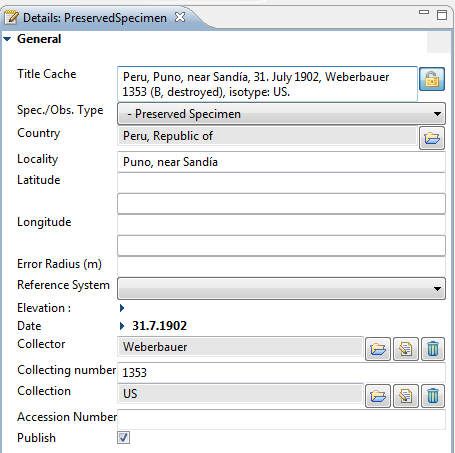 Details: PreservedSpecimen
General
Title Cache
Peru, Puno, near Sandía, 31. July 1902, Weberbauer
1353 (B, destroyed), isotype: US.
Spec./Obs. Type - Preserved Specimen
Country Peru, Republic of
Locality Puno, near Sandía
Latitude
Longitude
Error Radius (m)
Reference System
Elevation :
Date 31.7.1902
Collector Weberbauer
Collecting number 1353
Collection US
Accession Number
Publish